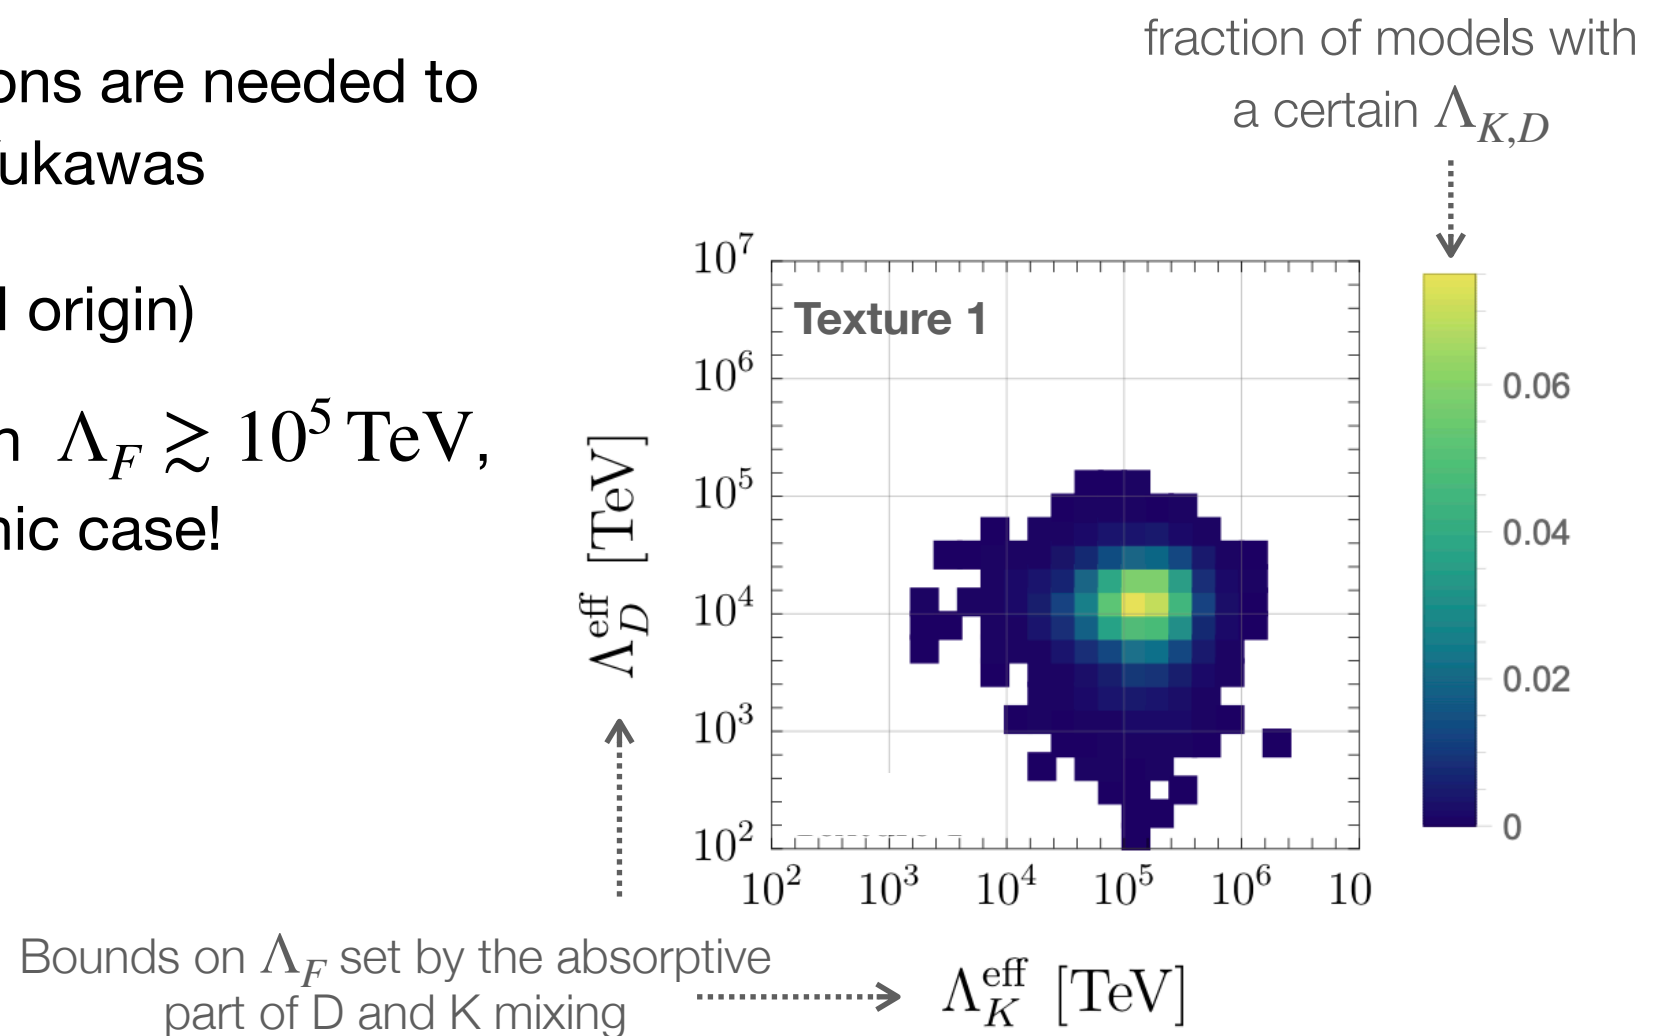 ons are needed to
ukawas
origin)
Λ_F ≳ 10^5 TeV,
nic case!
fraction of models with
a certain Λ_{K,D}
Texture 1
10^7
10^6
10^5
10^4
10^3
10^2
Λ_D^eff [TeV]
10^2 10^3 10^4 10^5 10^6 10
Λ_K^eff [TeV]
0.06
0.04
0.02
0
Bounds on Λ_F set by the absorptive
part of D and K mixing